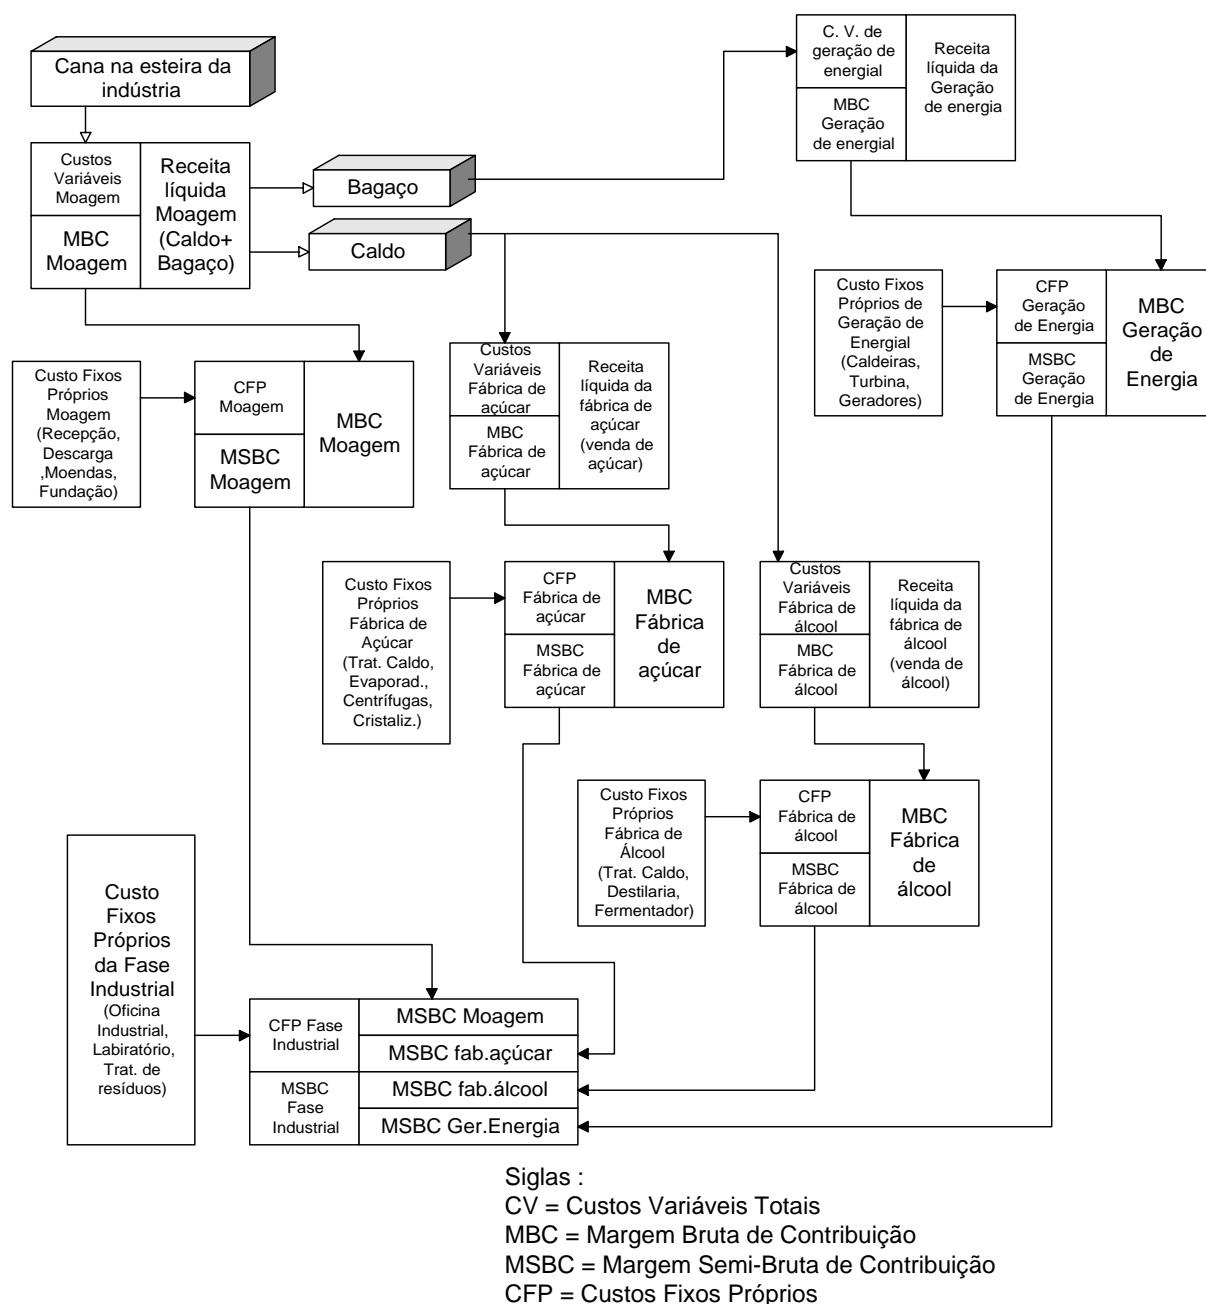 Cana na esteira da
indústria
C. V. de
geração de
energial
MBC
Geração
de energial
Receita
líquida da
Geração
de energia
Custos
Variáveis
Moagem
MBC
Moagem
Receita
líquida
Moagem
(Caldo+
Bagaço)
Bagaço
Caldo
Custo Fixos
Próprios de
Geração de
Energial
(Caldeiras,
Turbina,
Geradores)
CFP
Geração
de Energia
MSBC
Geração
de Energia
MBC
Geração
de
Energia
Custo Fixos
Próprios
Moagem
(Recepção,
Descarga
,Moendas,
Fundação)
CFP
Moagem
MSBC
Moagem
MBC
Moagem
Custos
Variáveis
Fábrica de
açúcar
MBC
Fábrica de
açúcar
Receita
líquida da
fábrica de
açúcar
(venda de
açúcar)
Custo Fixos
Próprios
Fábrica de
Açúcar
(Trat. Caldo,
Evaporad.,
Centrífugas,
Cristaliz.)
CFP
Fábrica de
açúcar
MSBC
Fábrica de
açúcar
MBC
Fábrica
de
açúcar
Custos
Variáveis
Fábrica de
álcool
MBC
Fábrica de
álcool
Receita
líquida da
fábrica de
álcool
(venda de
álcool)
Custo Fixos
Próprios
Fábrica de
Álcool
(Trat. Caldo,
Destilaria,
Fermentador)
CFP
Fábrica de
álcool
MSBC
Fábrica de
álcool
MBC
Fábrica
de
álcool
Custo
Fixos
Próprios
da Fase
Industrial
(Oficina
Industrial,
Labiratório,
Trat. de
resíduos)
CFP Fase
Industrial
MSBC
Fase
Industrial
MSBC Moagem
MSBC fab.açúcar
MSBC fab.álcool
MSBC Ger.Energia
Siglas :
CV = Custos Variáveis Totais
MBC = Margem Bruta de Contribuição
MSBC = Margem Semi-Bruta de Contribuição
CFP = Custos Fixos Próprios